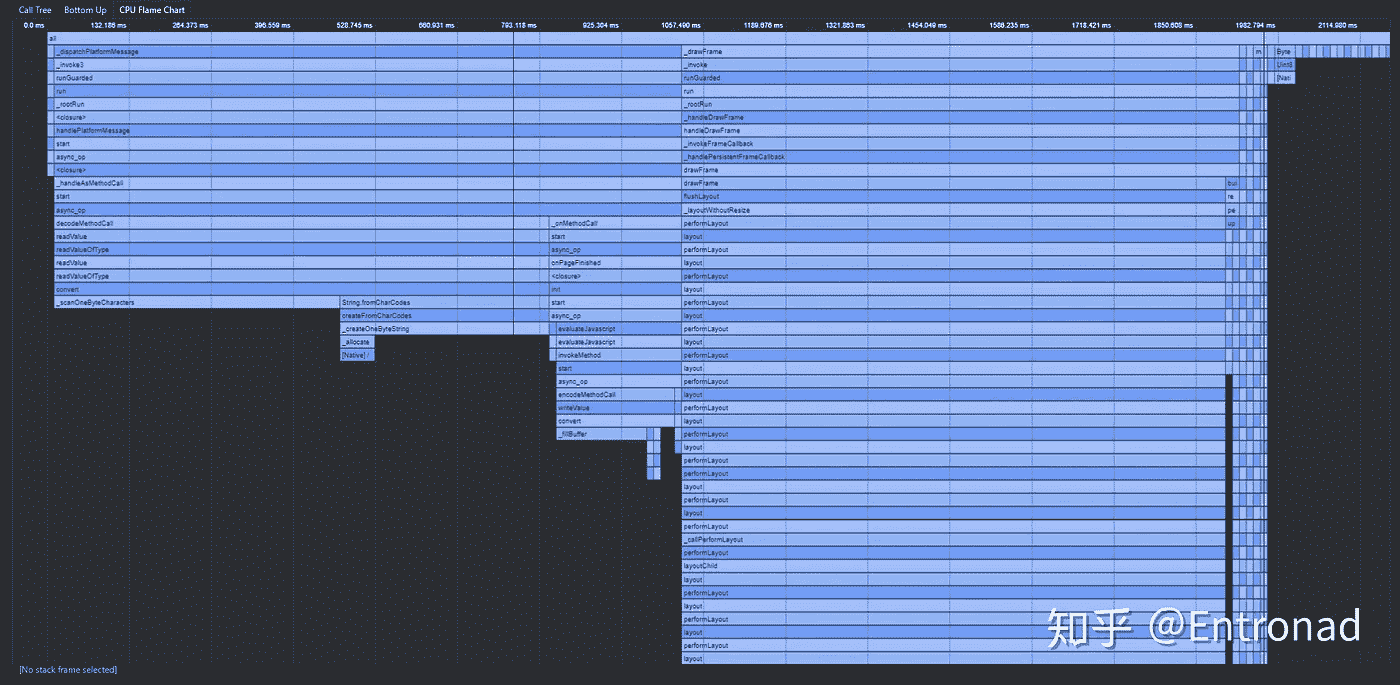 Call Tree Bottom Up CPU Flame Chart
0.0 ms 132.186 ms 264.373 ms 396.559 ms 528.745 ms 660.931 ms 793.118 ms 925.304 ms 1057.490 ms 1189.676 ms 1321.863 ms 1454.049 ms 1586.235 ms 1718.421 ms 1850.608 ms 1982.794 ms 2114.980 ms
all
_dispatchPlatformMessage _drawFrame m Byte
_invoke3 _invoke
runGuarded runGuarded [Nati
run run
_rootRun _rootRun
<closure> _handleDrawFrame
handlePlatformMessage handleDrawFrame
start _invokeFrameCallback
async_op _handlePersistentFrameCallback
<closure> drawFrame
_handleAsMethodCall drawFrame bui
start flushLayout re
async_op _layoutWithoutResize pe
decodeMethodCall _onMethodCall performLayout up
readValue start layout
readValueOfType async_op performLayout
readValue onPageFinished layout
readValueOfType <closure> performLayout
convert init layout
_scanOneByteCharacters String.fromCharCodes start performLayout
createFromCharCodes async_op layout
_createOneByteString evaluateJavascript performLayout
_allocate evaluateJavascript layout
[Native] / invokeMethod performLayout
start layout
async_op performLayout
encodeMethodCall layout
writeValue performLayout
convert layout
_fillBuffer performLayout
layout
performLayout
performLayout
layout
performLayout
layout
performLayout
_callPerformLayout
performLayout
layoutChild
layout
performLayout
layout
performLayout
layout
performLayout
layout
知乎 @Entronad
[No stack frame selected]